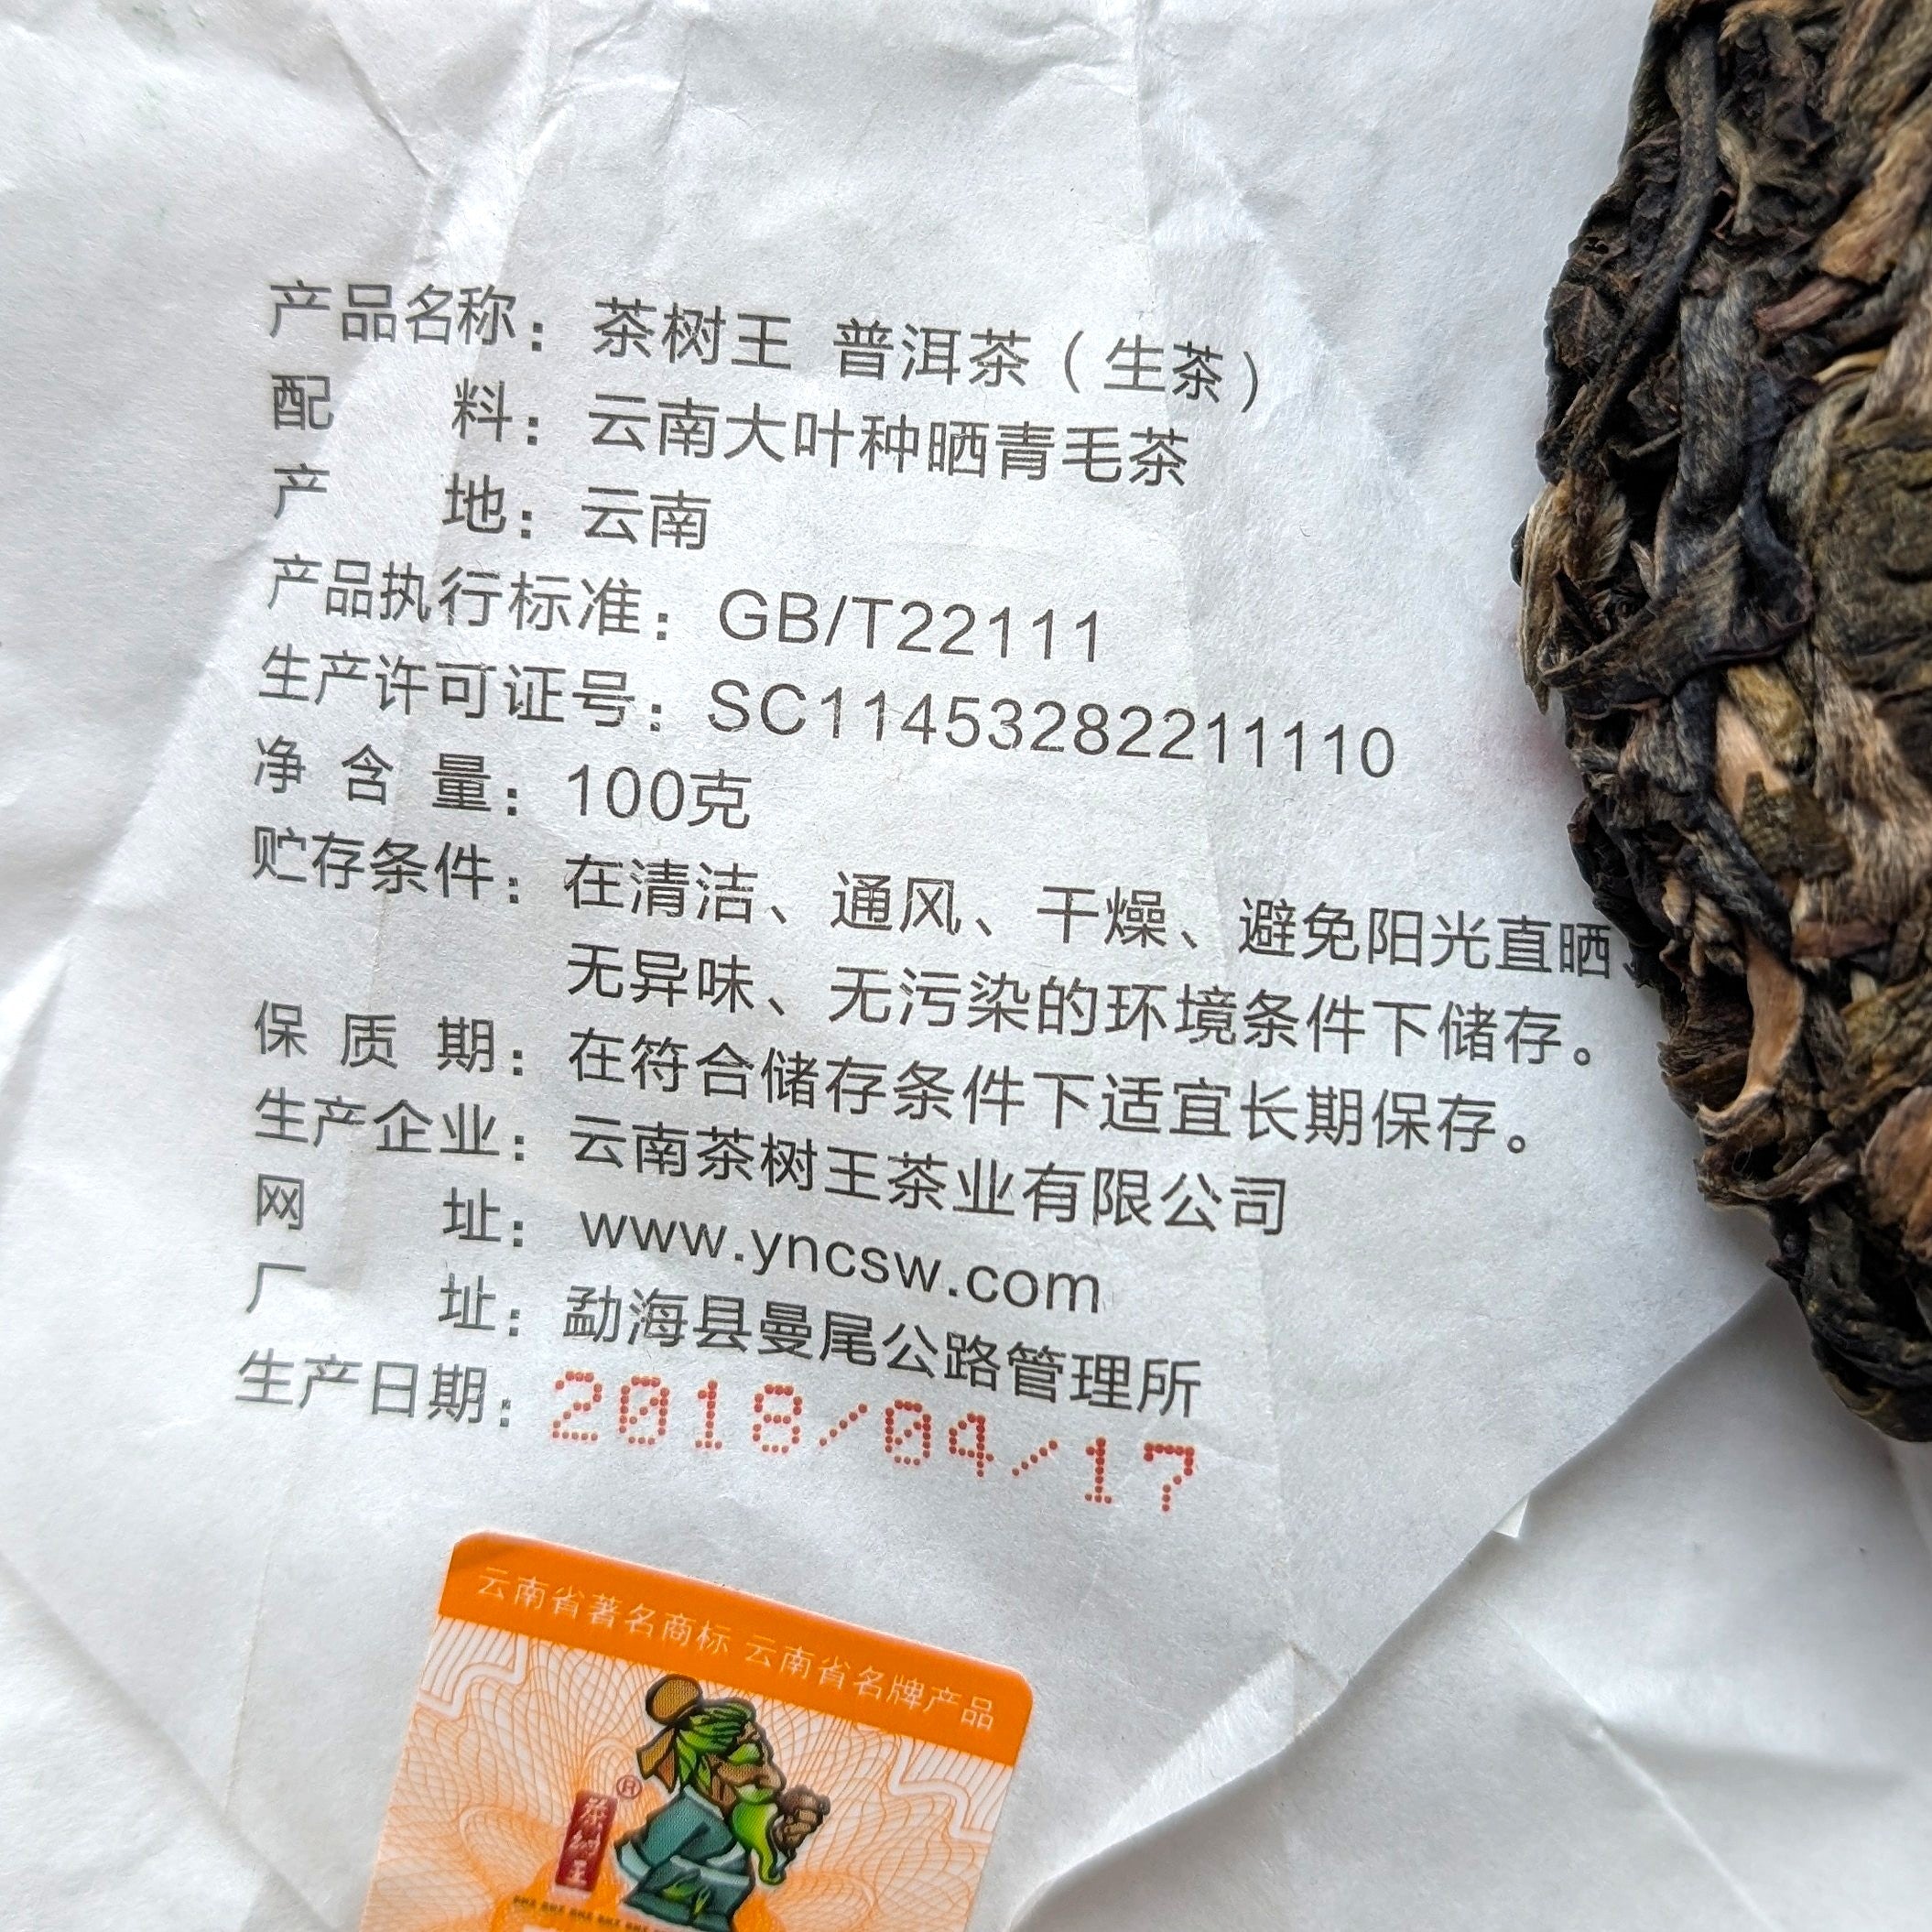 产品名称：茶树王 普洱茶（生茶）
配料：云南大叶种晒青毛茶
产地：云南
产品执行标准：GB/T22111
生产许可证号：SC11453282211110
净含量：100克
贮存条件：在清洁、通风、干燥、避免阳光直晒、
无异味、无污染的环境条件下储存。
保质期：在符合储存条件下适宜长期保存。
生产企业：云南茶树王茶业有限公司
网址：www.yncsw.com
厂址：勐海县曼尾公路管理所
生产日期：2018/04/17
云南省著名商标 云南省名牌产品
®
茶树王